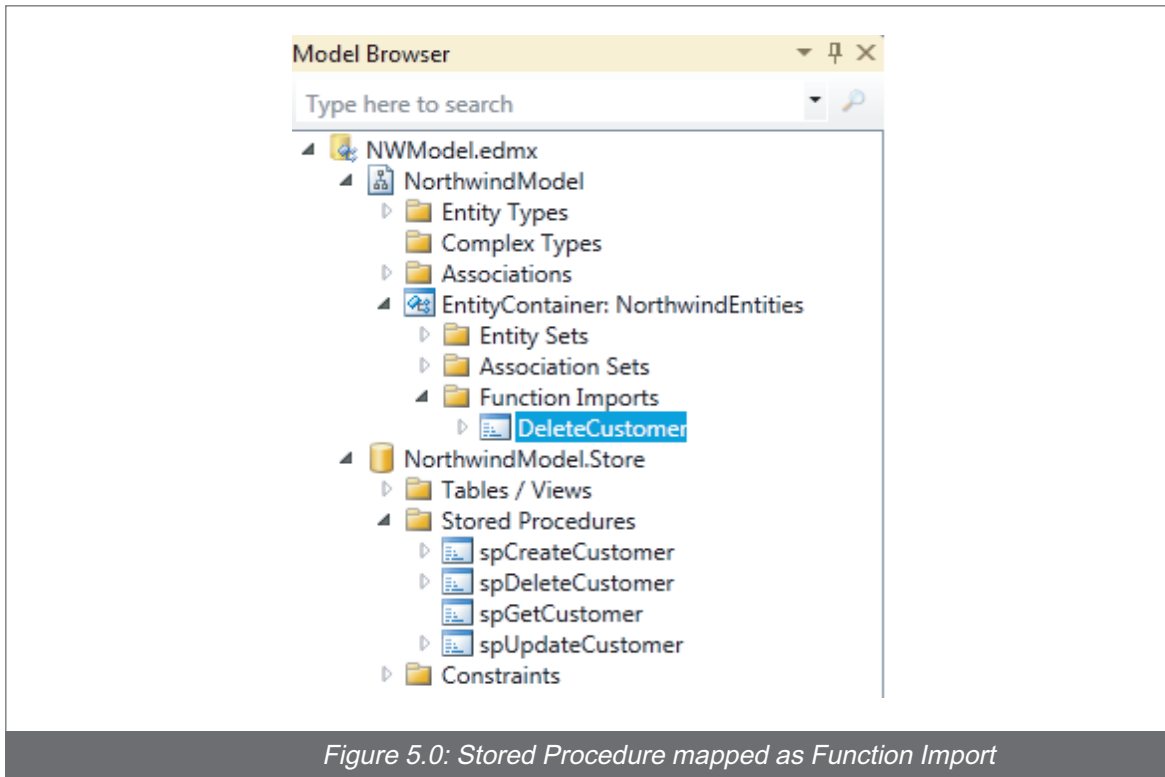 Model Browser
Type here to search
NWModel.edmx
NorthwindModel
Entity Types
Complex Types
Associations
EntityContainer: NorthwindEntities
Entity Sets
Association Sets
Function Imports
DeleteCustomer
NorthwindModel.Store
Tables / Views
Stored Procedures
spCreateCustomer
spDeleteCustomer
spGetCustomer
spUpdateCustomer
Constraints
Figure 5.0: Stored Procedure mapped as Function Import